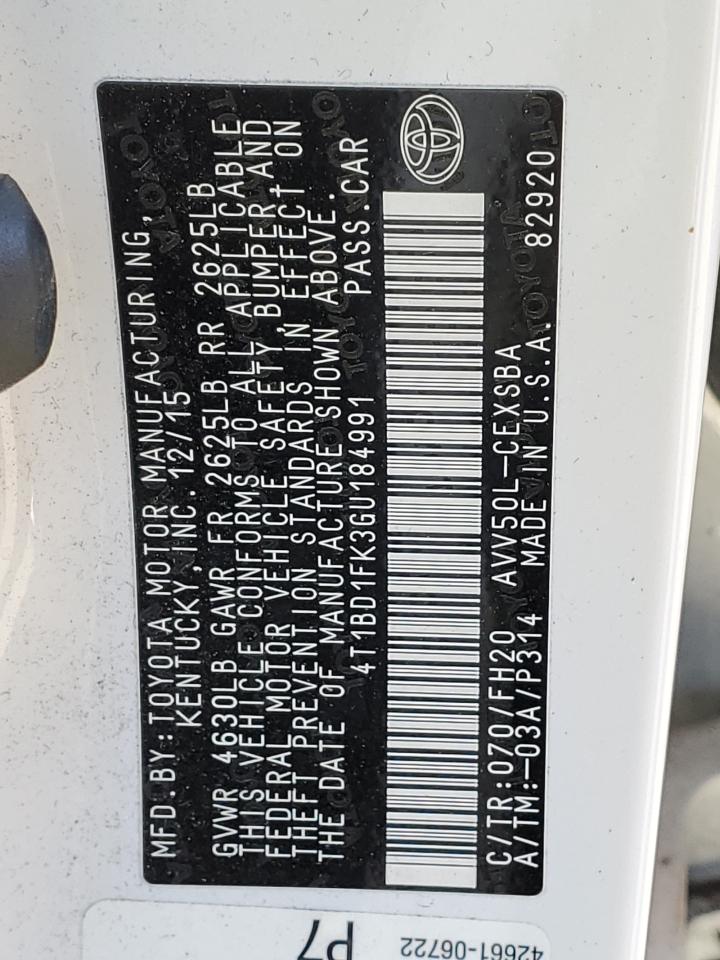 MFD.BY:TOYOTA MOTOR MANUFACTURING,
KENTUCKY,INC. 12/15
GVWR 4630LB GAWR FR 2625LB RR 2625LB
THIS VEHICLE CONFORMS TO ALL APPLICABLE
FEDERAL MOTOR VEHICLE SAFETY, BUMPER, AND
THEFT PREVENTION STANDARDS IN EFFECT ON
THE DATE OF MANUFACTURE SHOWN ABOVE.
4T1BD1FK3GU184991 PASS.CAR
C/TR:070/FH20 AVV50L-CEXSBA
A/TM:-03A/P314 MADE IN U.S.A. 82920
P7
42661-06722